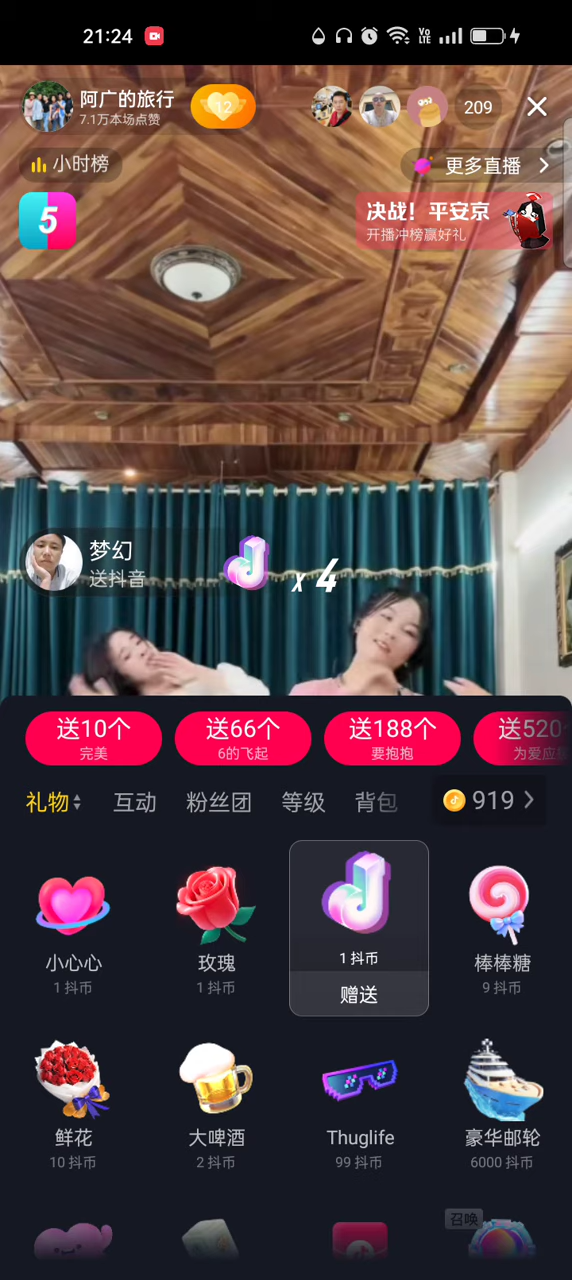 21:24
Vo LTE
阿广的旅行
7.1万本场点赞
12
209
小时榜
更多直播
5
决战！平安京
开播冲榜赢好礼
梦幻
送抖音
x 4
送10个
完美
送66个
6的飞起
送188个
要抱抱
送520
为爱应
礼物
互动
粉丝团
等级
背包
919
小心心
1 抖币
玫瑰
1 抖币
1 抖币
赠送
棒棒糖
9 抖币
鲜花
10 抖币
大啤酒
2 抖币
Thuglife
99 抖币
豪华邮轮
6000 抖币
召唤